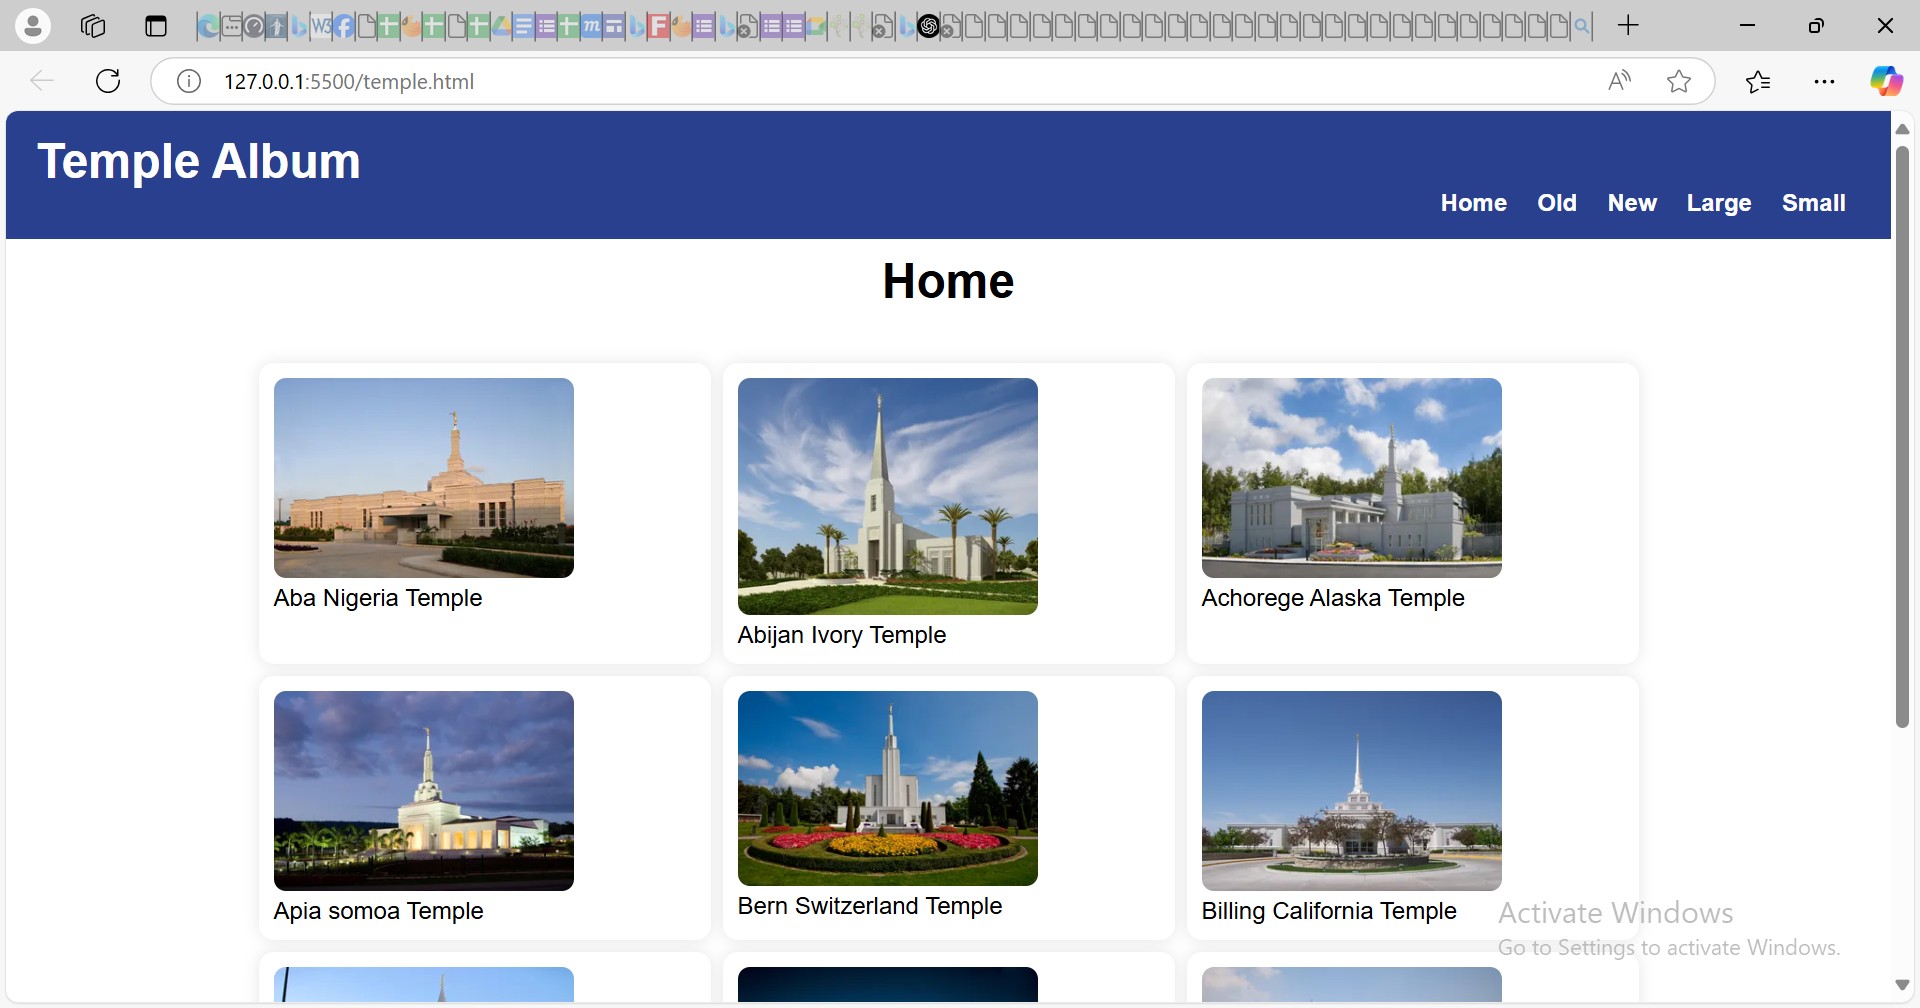 127.0.0.1:5500/temple.html
Temple Album
Home Old New Large Small
Home
Aba Nigeria Temple
Abijan Ivory Temple
Achorege Alaska Temple
Apia somoa Temple
Bern Switzerland Temple
Billing California Temple
Activate Windows
Go to Settings to activate Windows.